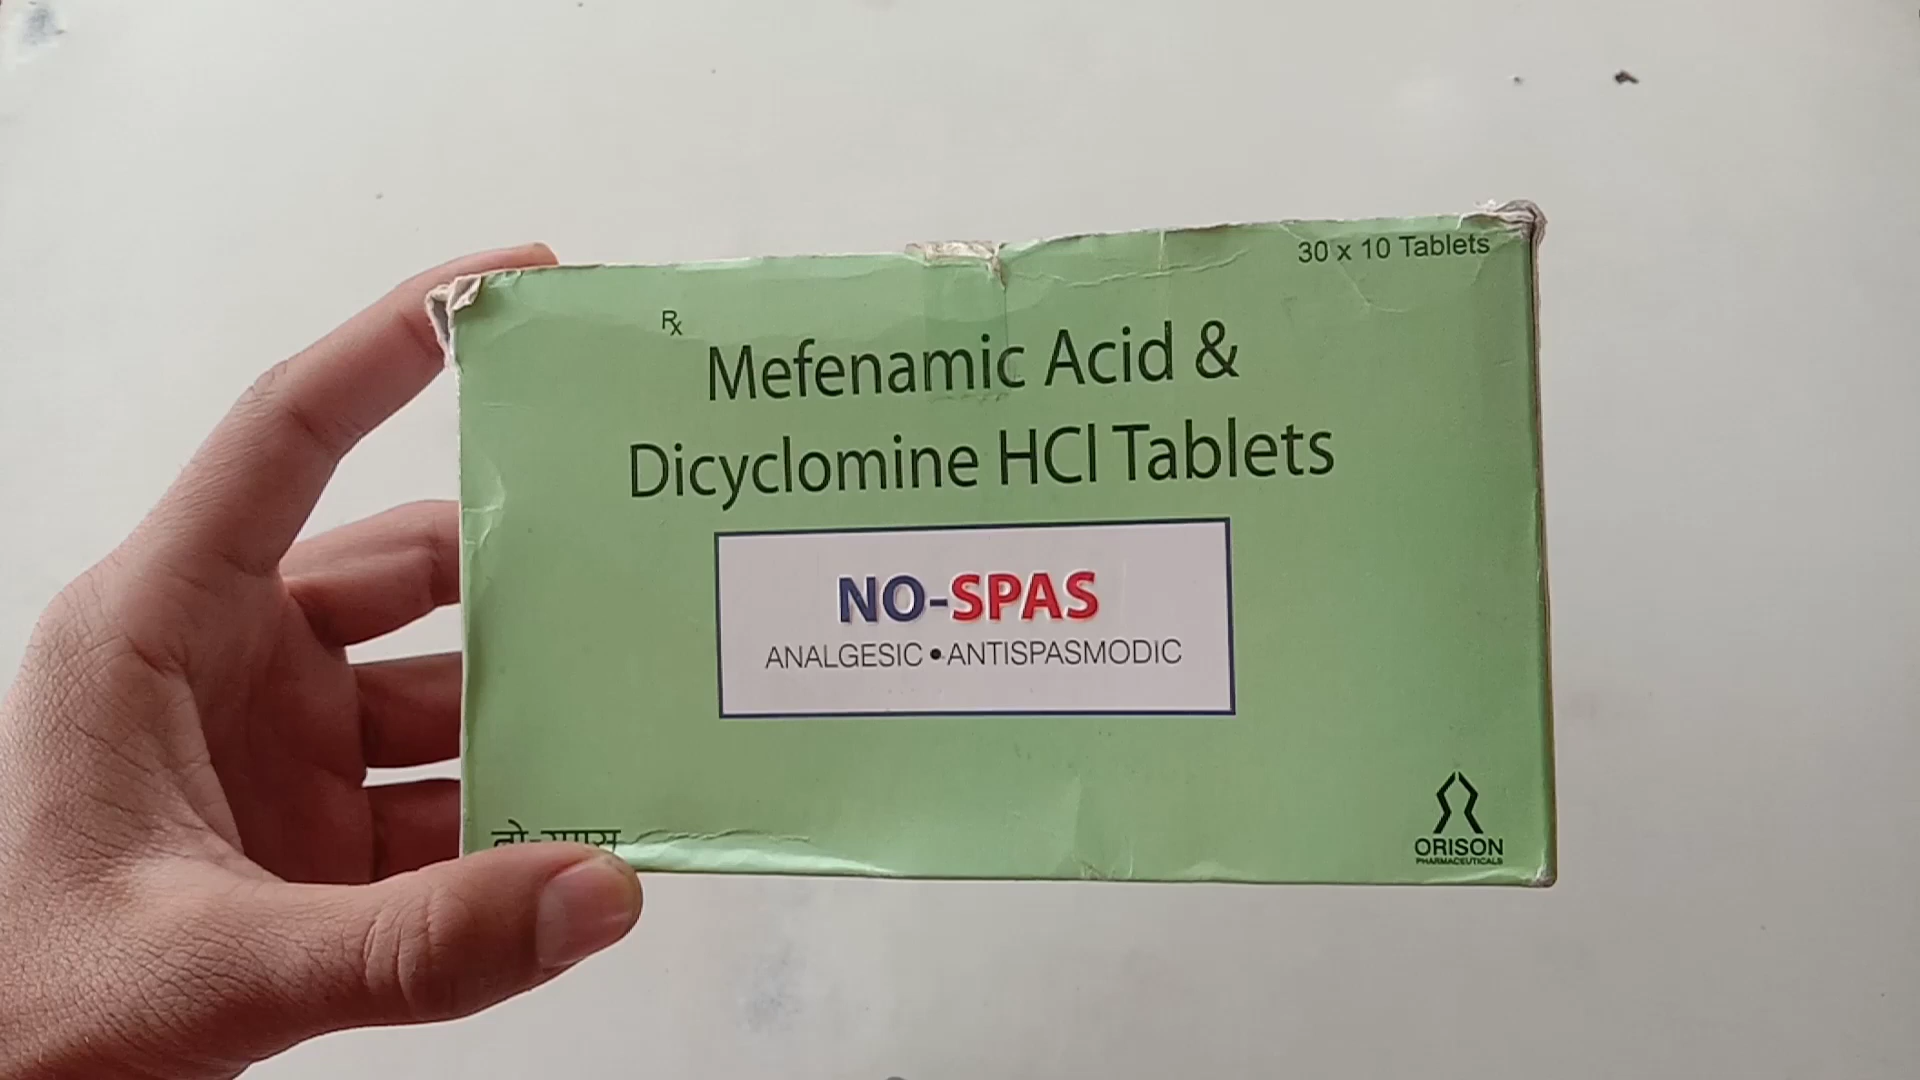 30 x 10 Tablets
Rx
Mefenamic Acid &
Dicyclomine HCl Tablets
NO-SPAS
ANALGESIC • ANTISPASMODIC
नो-स्पास
ORISON
PHARMACEUTICALS